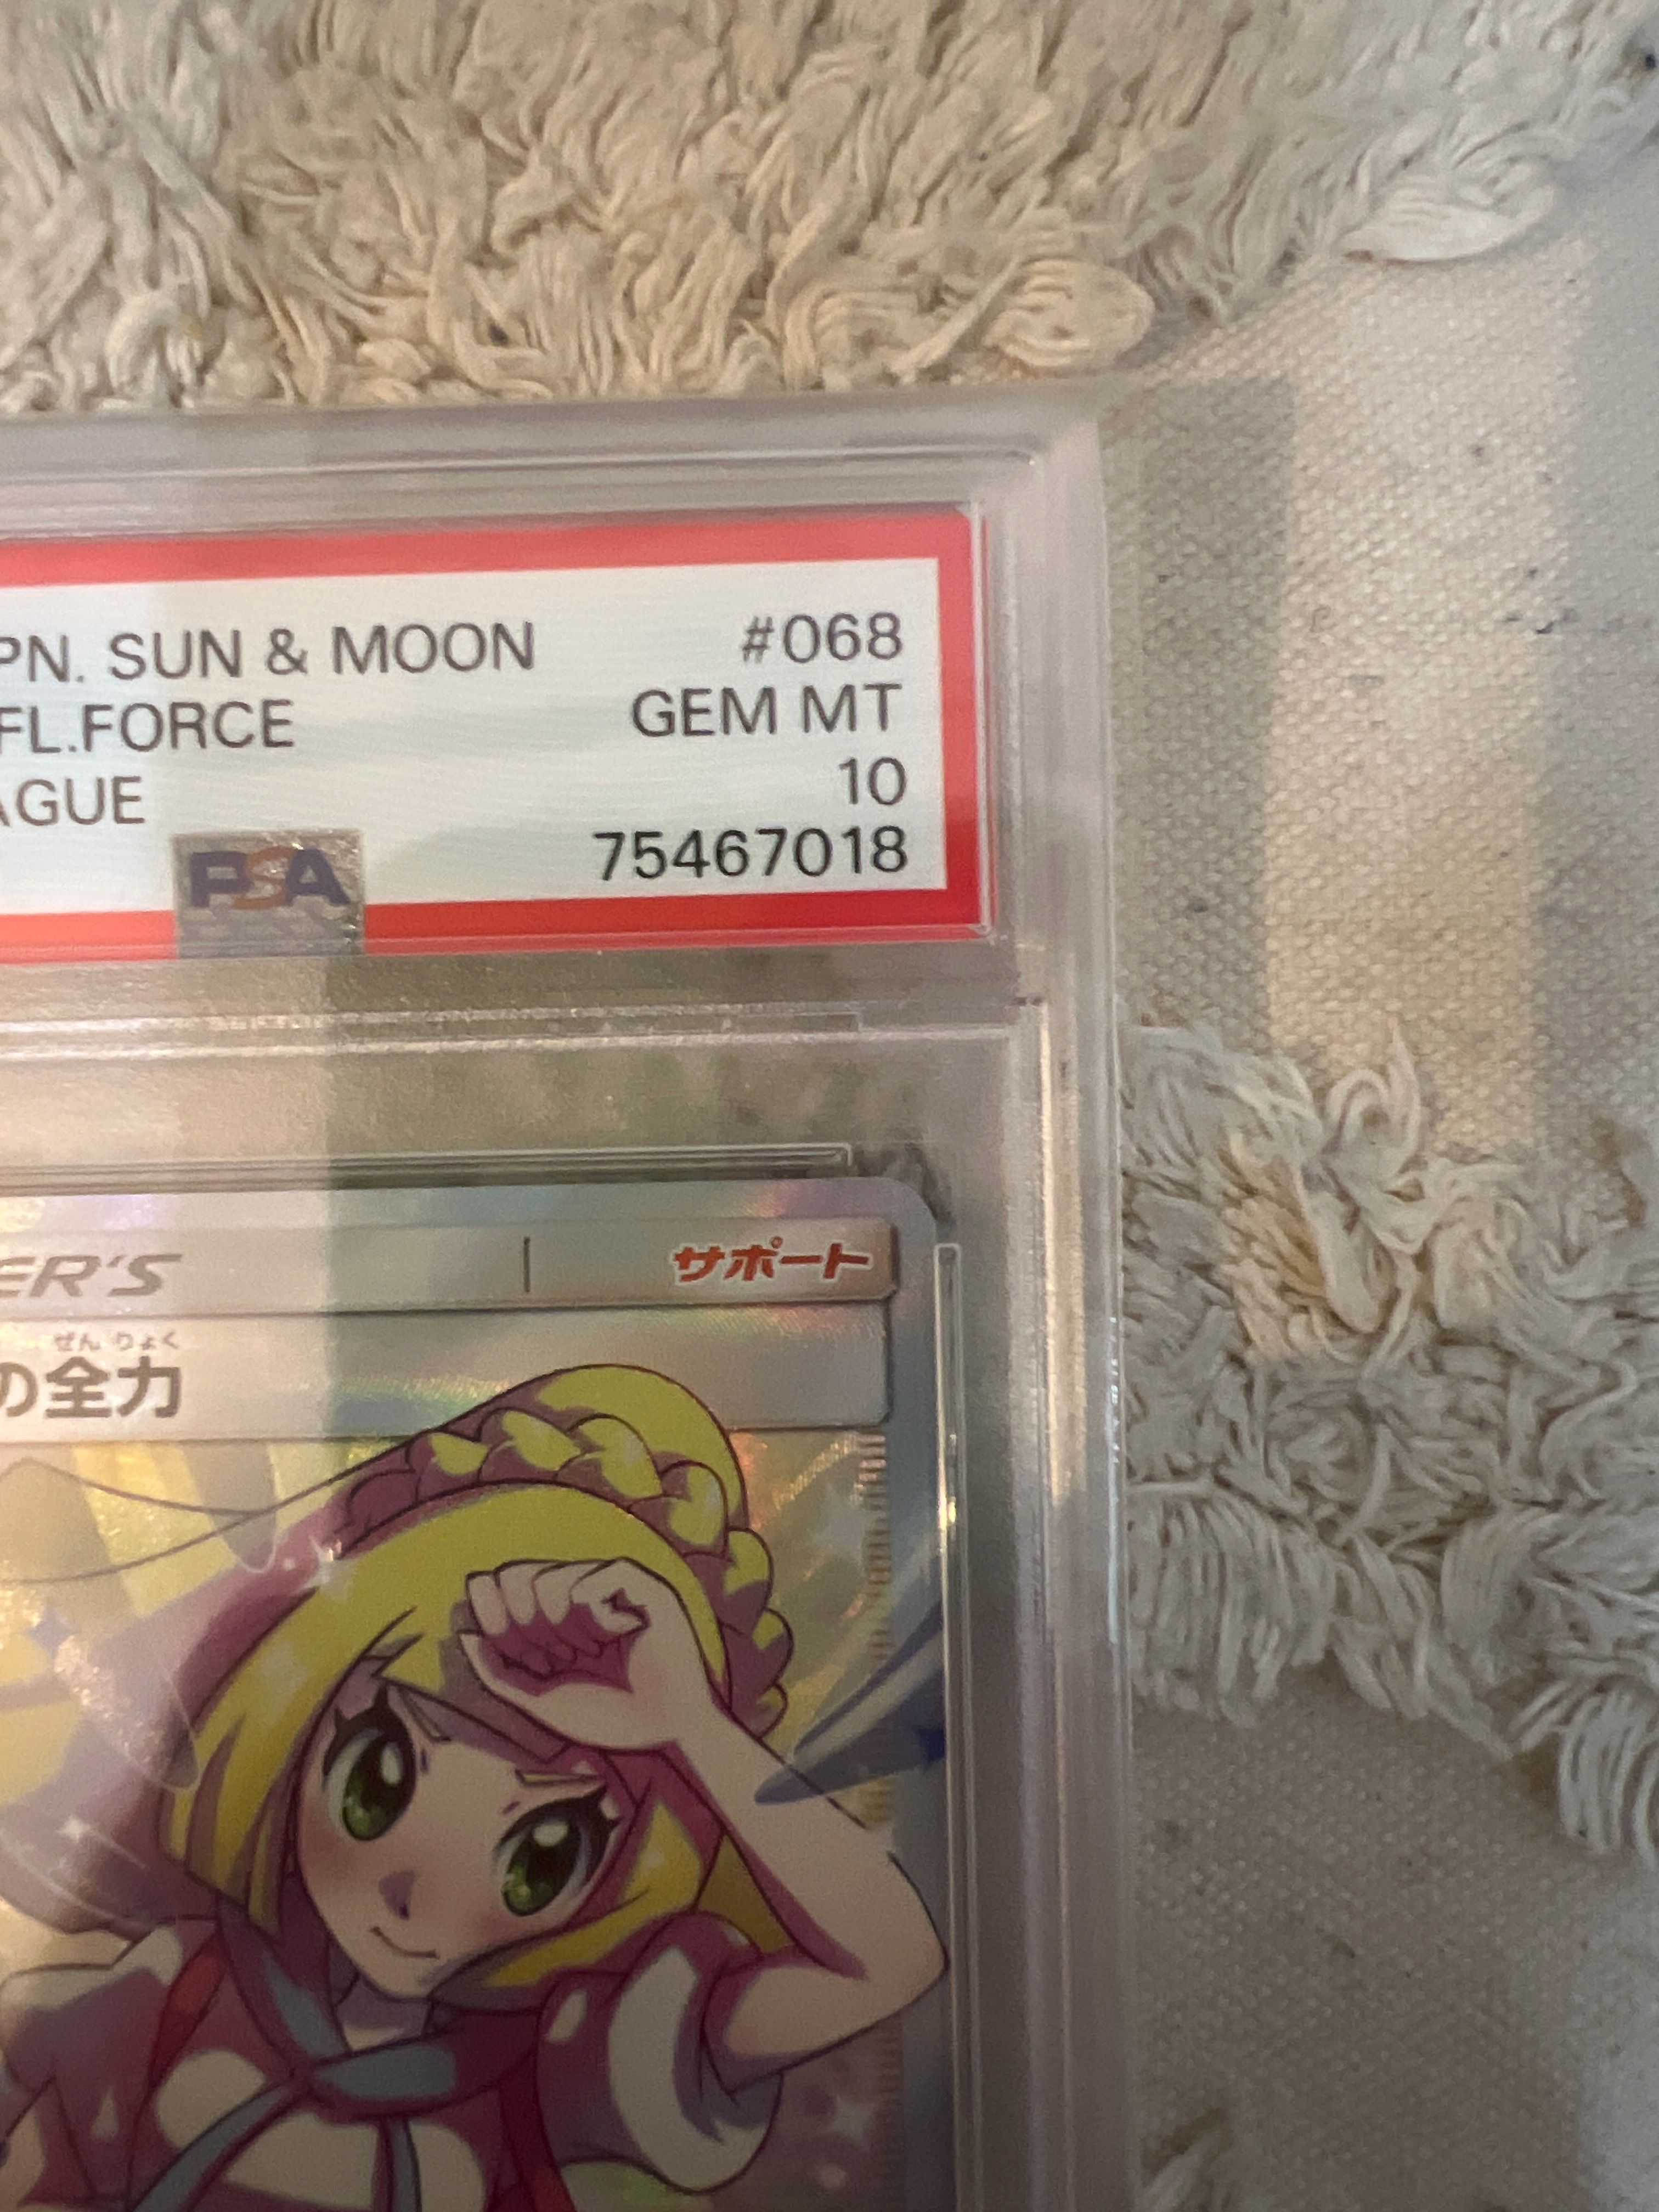 PN. SUN & MOON #068
FL.FORCE GEM MT
AGUE 10
PSA 75467018
ER'S サポート
ぜんりょく
の全力